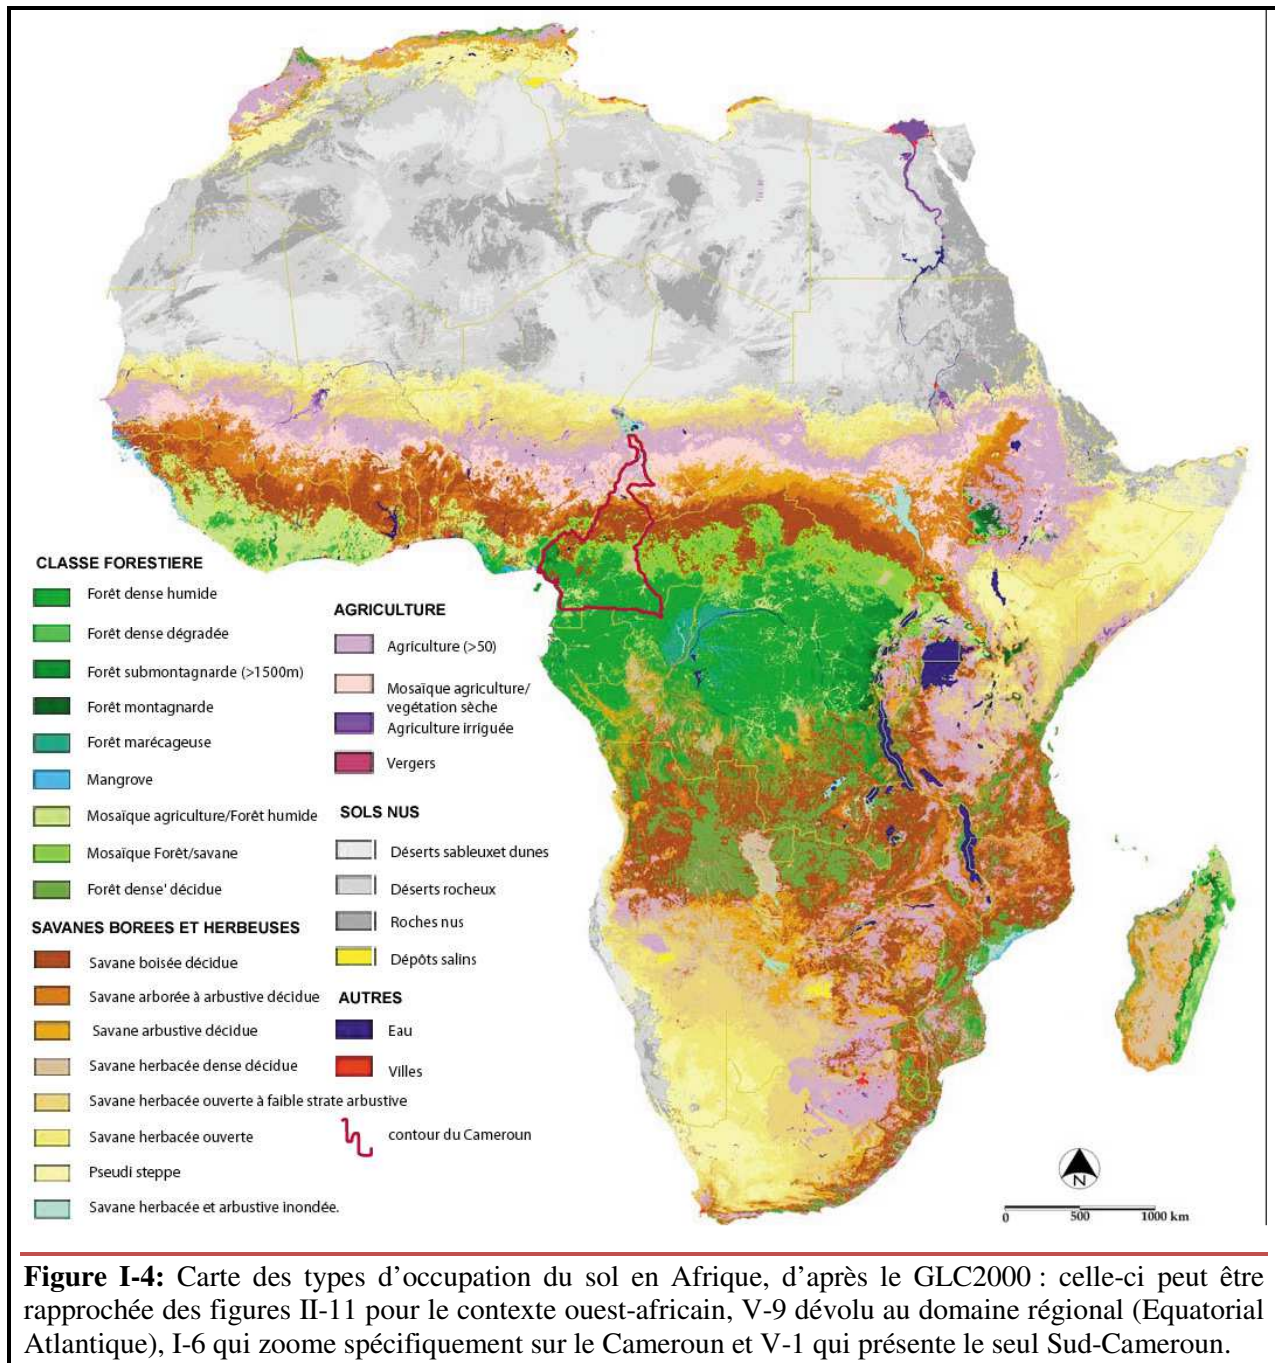 CLASSE FORESTIERE
Forêt dense humide
Forêt dense dégradée
Forêt submontagnarde (>1500m)
Forêt montagnarde
Forêt marécageuse
Mangrove
Mosaïque agriculture/Forêt humide
Mosaïque Forêt/savane
Forêt dense' décidue
SAVANES BOREES ET HERBEUSES
Savane boisée décidue
Savane arborée à arbustive décidue
Savane arbustive décidue
Savane herbacée dense décidue
Savane herbacée ouverte à faible strate arbustive
Savane herbacée ouverte
Pseudi steppe
Savane herbacée et arbustive inondée.
AGRICULTURE
Agriculture (>50)
Mosaïque agriculture/
vegétation sèche
Agriculture irriguée
Vergers
SOLS NUS
Déserts sableuxet dunes
Déserts rocheux
Roches nus
Dépôts salins
AUTRES
Eau
Villes
contour du Cameroun
N
0 500 1000 km
Figure I-4: Carte des types d'occupation du sol en Afrique, d'après le GLC2000 : celle-ci peut être
rapprochée des figures II-11 pour le contexte ouest-africain, V-9 dévolu au domaine régional (Equatorial
Atlantique), I-6 qui zoome spécifiquement sur le Cameroun et V-1 qui présente le seul Sud-Cameroun.